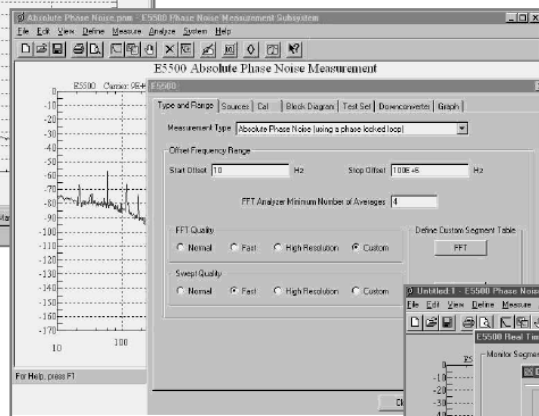 Absolute Phase Noise.pnm - E5500 Phase Noise Measurement Subsystem
File Edit View Define Measure Analyze System Help
E5500 Absolute Phase Noise Measurement
E5500 Carrier: 9E+
E5500
Type and Range Sources Cal Block Diagram Test Set Downconverter Graph
Measurement Type Absolute Phase Noise (using a phase locked loop)
Offset Frequency Range
Start Offset 10 Hz Stop Offset 100E+6 Hz
FFT Analyzer Minimum Number of Averages 4
FFT Quality
Normal Fast High Resolution Custom
Define Custom Segment Table
FFT
Swept Quality
Normal Fast High Resolution Custom
0
-10
-20
-30
-40
-50
-60
-70
-80
-90
-100
-110
-120
-130
-140
-150
-160
-170
10 100
For Help, press F1
Untitled:1 - E5500 Phase Noise
File Edit View Define Measure
E5500 Real Tim
Monitor Segmen
E5
0
-10
-20
-30
-40